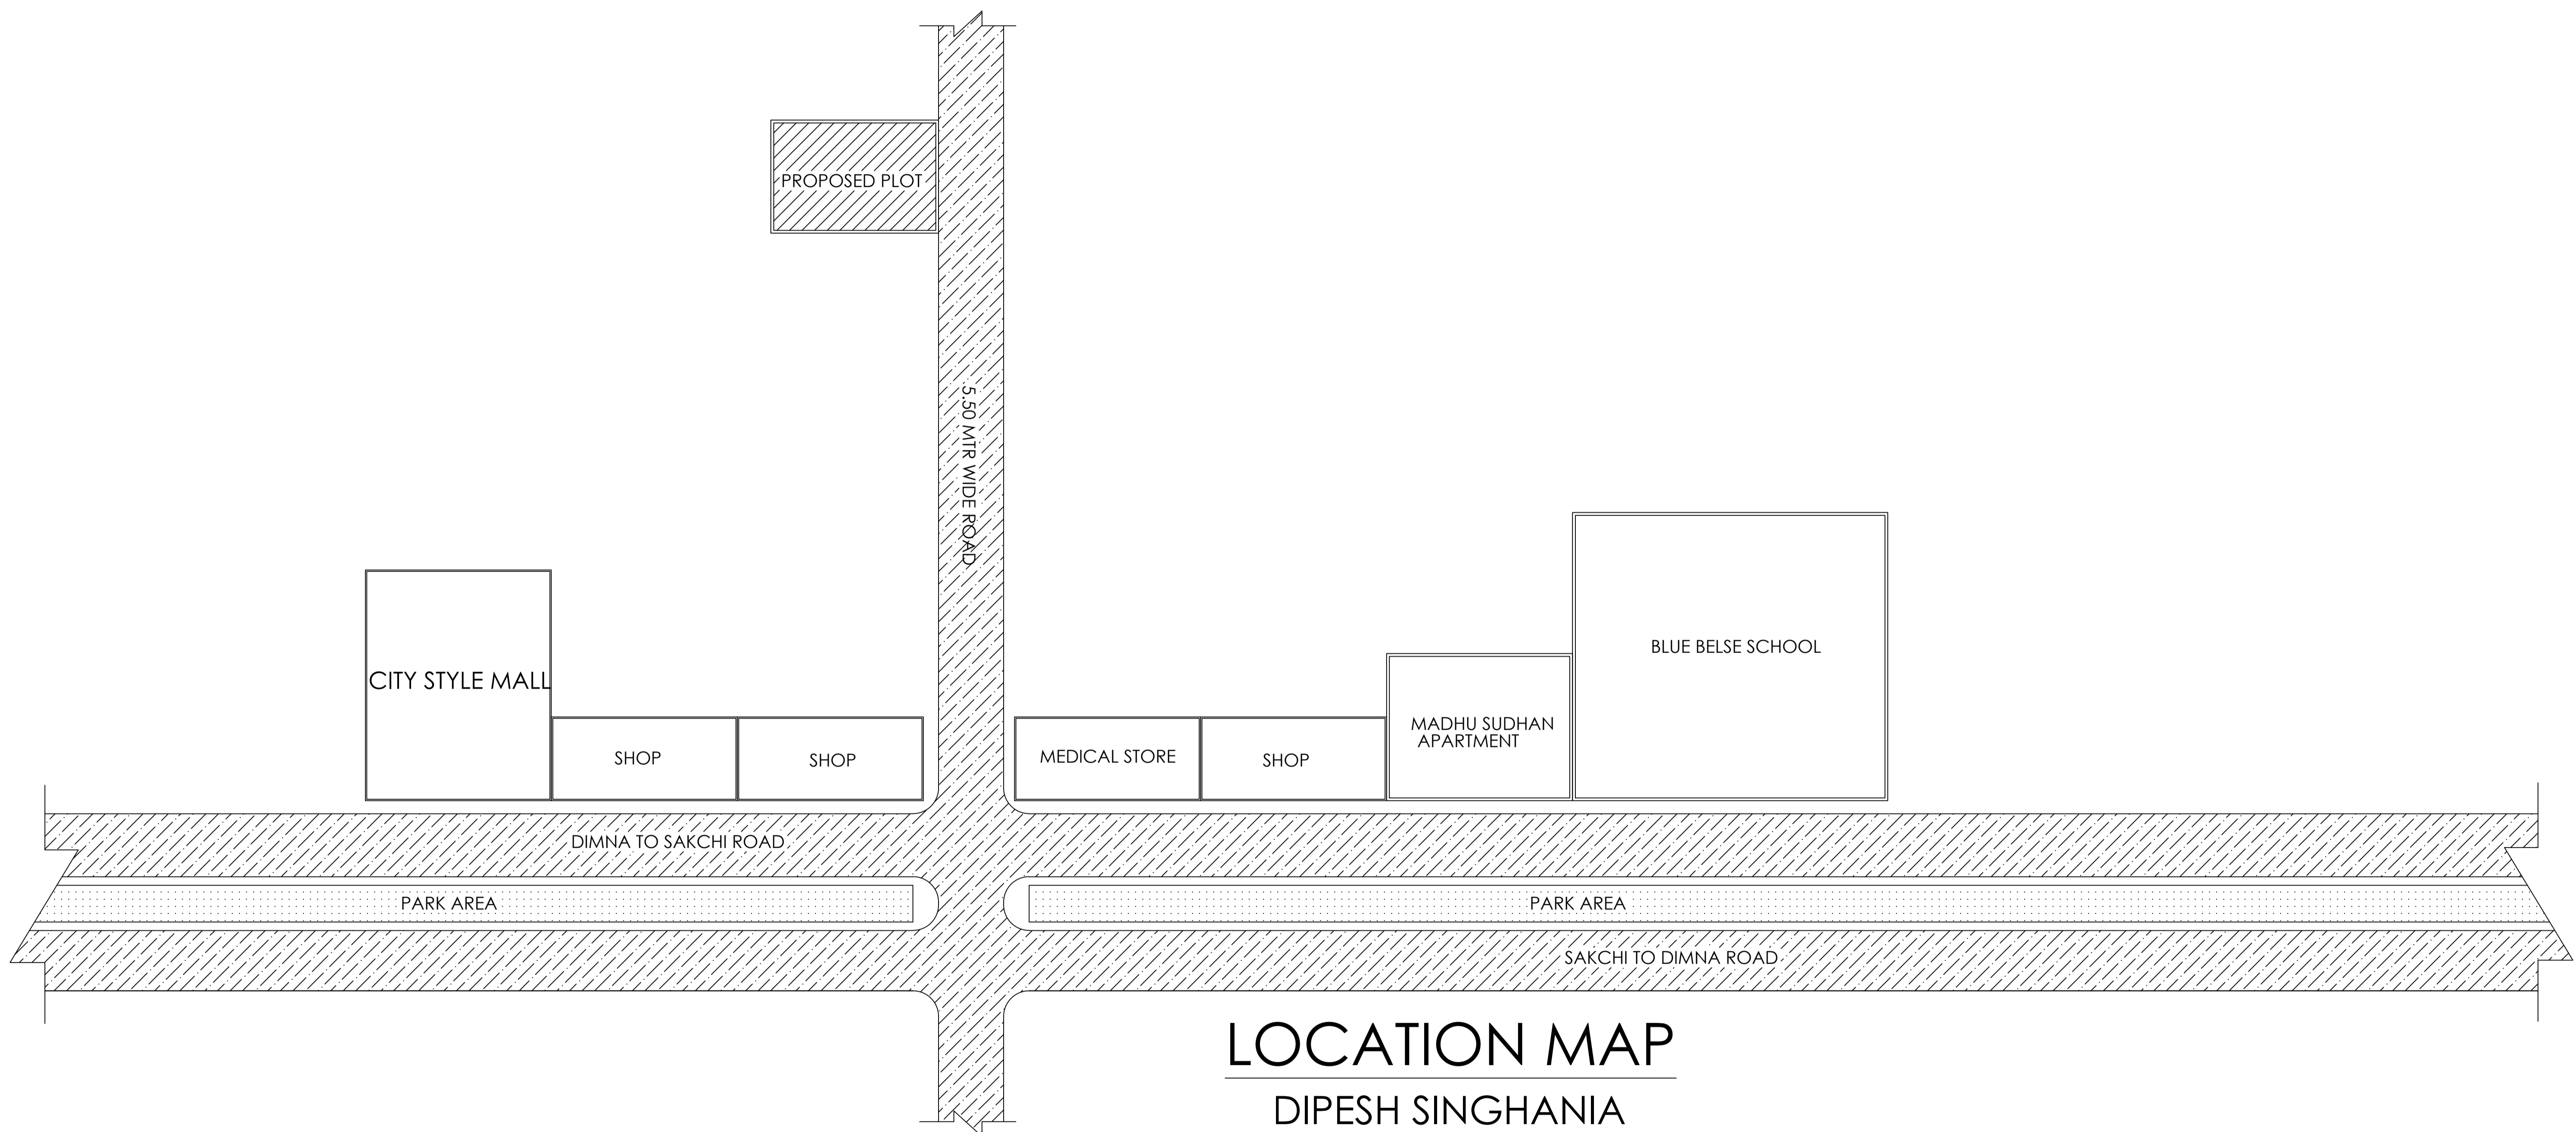 PROPOSED PLOT
5.50 MTR WIDE ROAD
CITY STYLE MALL
SHOP
SHOP
MEDICAL STORE
SHOP
MADHU SUDHAN
APARTMENT
BLUE BELSE SCHOOL
DIMNA TO SAKCHI ROAD
PARK AREA
PARK AREA
SAKCHI TO DIMNA ROAD
LOCATION MAP
DIPESH SINGHANIA